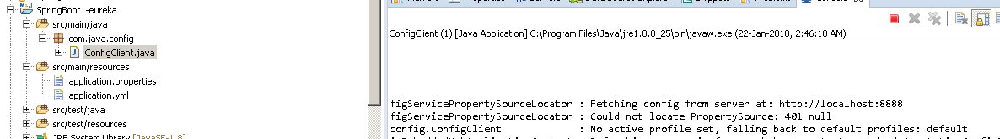 SpringBoot1-eureka
src/main/java
com.java.config
ConfigClient.java
src/main/resources
application.properties
application.yml
src/test/java
src/test/resources
JRE System Library [JavaSE-1.8]
ConfigClient (1) [Java Application] C:\Program Files\Java\jre1.8.0_25\bin\javaw.exe (22-Jan-2018, 2:46:18 AM)
figServicePropertySourceLocator : Fetching config from server at: http://localhost:8888
figServicePropertySourceLocator : Could not locate PropertySource: 401 null
config.ConfigClient : No active profile set, falling back to default profiles: default